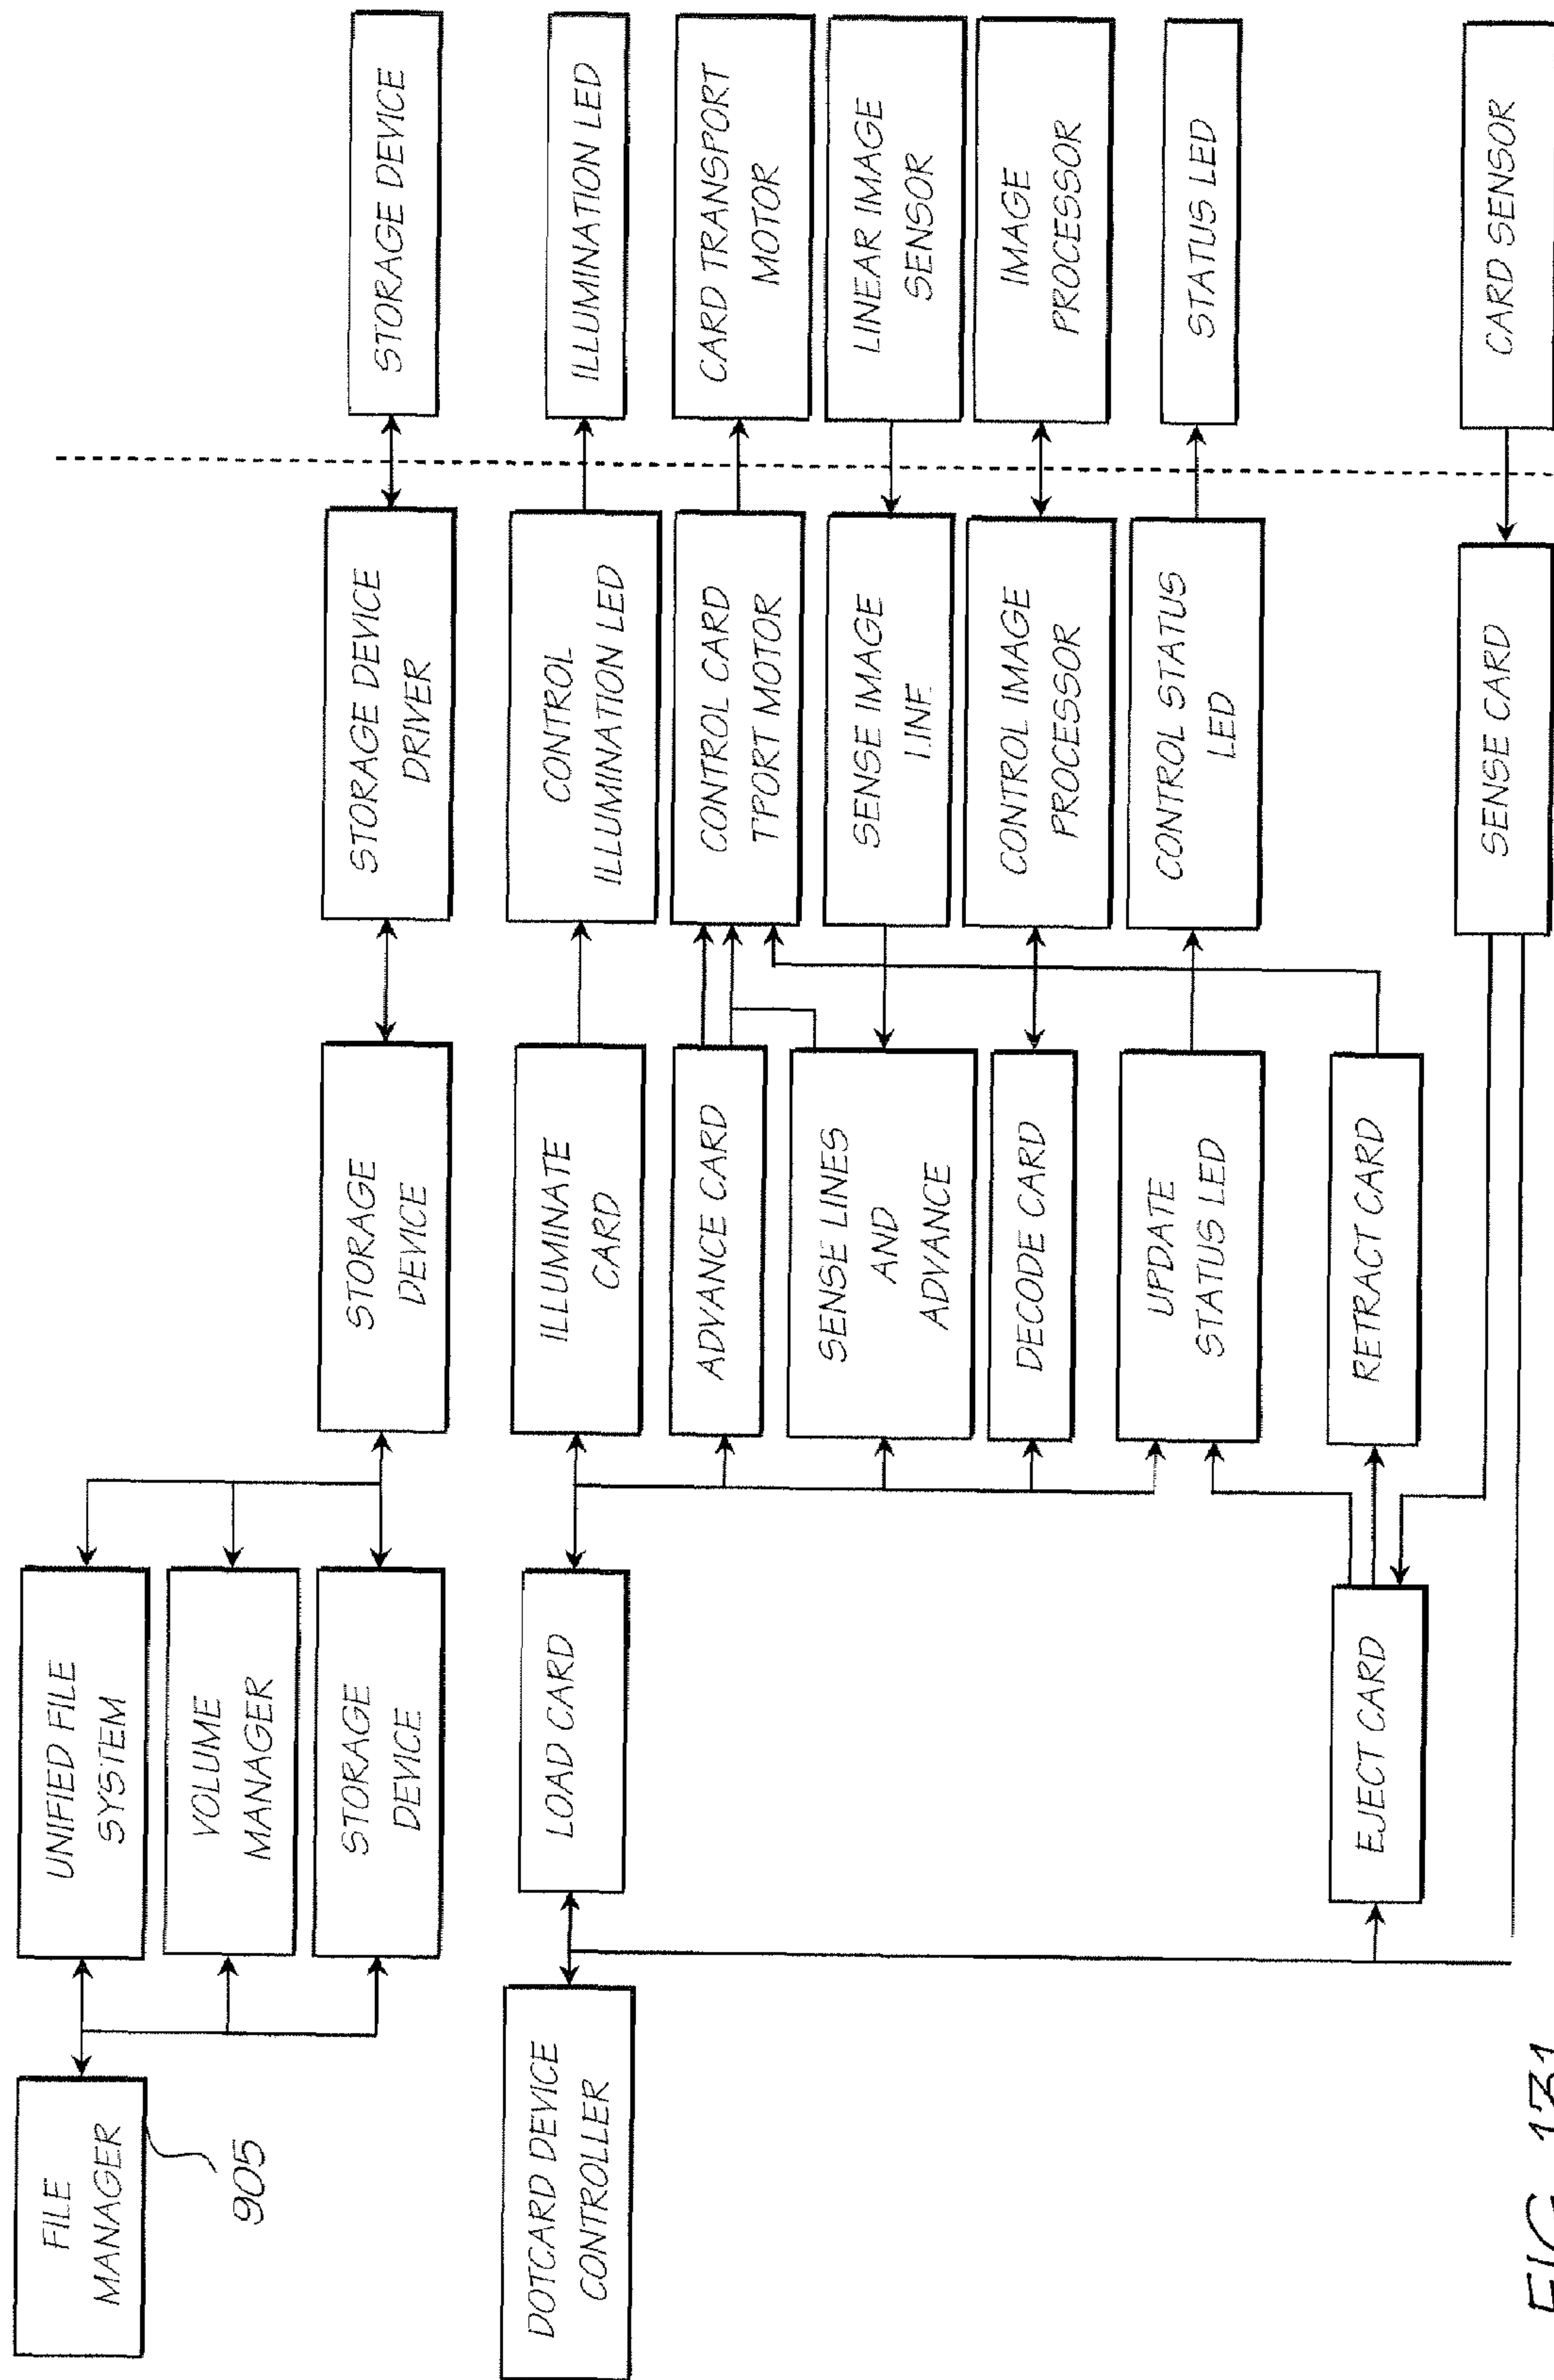 FILE
MANAGER
905
UNIFIED FILE
SYSTEM
VOLUME
MANAGER
STORAGE
DEVICE
STORAGE
DEVICE
STORAGE DEVICE
DRIVER
STORAGE DEVICE
DOTCARD DEVICE
CONTROLLER
LOAD CARD
ILLUMINATE
CARD
CONTROL
ILLUMINATION LED
ILLUMINATION LED
ADVANCE CARD
CONTROL CARD
TPORT MOTOR
CARD TRANSPORT
MOTOR
SENSE LINES
AND
ADVANCE
SENSE IMAGE
LINE
LINEAR IMAGE
SENSOR
DECODE CARD
CONTROL IMAGE
PROCESSOR
IMAGE
PROCESSOR
UPDATE
STATUS LED
CONTROL STATUS
LED
STATUS LED
EJECT CARD
RETRACT CARD
SENSE CARD
CARD SENSOR
FIG. 131